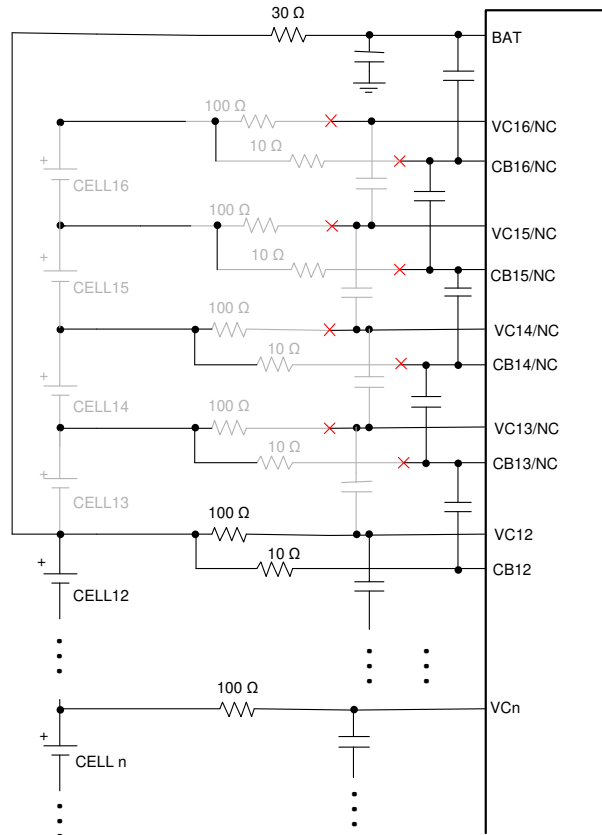 30 Ω
BAT
100 Ω
VC16/NC
10 Ω
CB16/NC
+
CELL16
100 Ω
VC15/NC
10 Ω
CB15/NC
+
CELL15
100 Ω
VC14/NC
10 Ω
CB14/NC
+
CELL14
100 Ω
VC13/NC
10 Ω
CB13/NC
+
CELL13
100 Ω
VC12
10 Ω
CB12
+
CELL12
100 Ω
VCn
+
CELL n